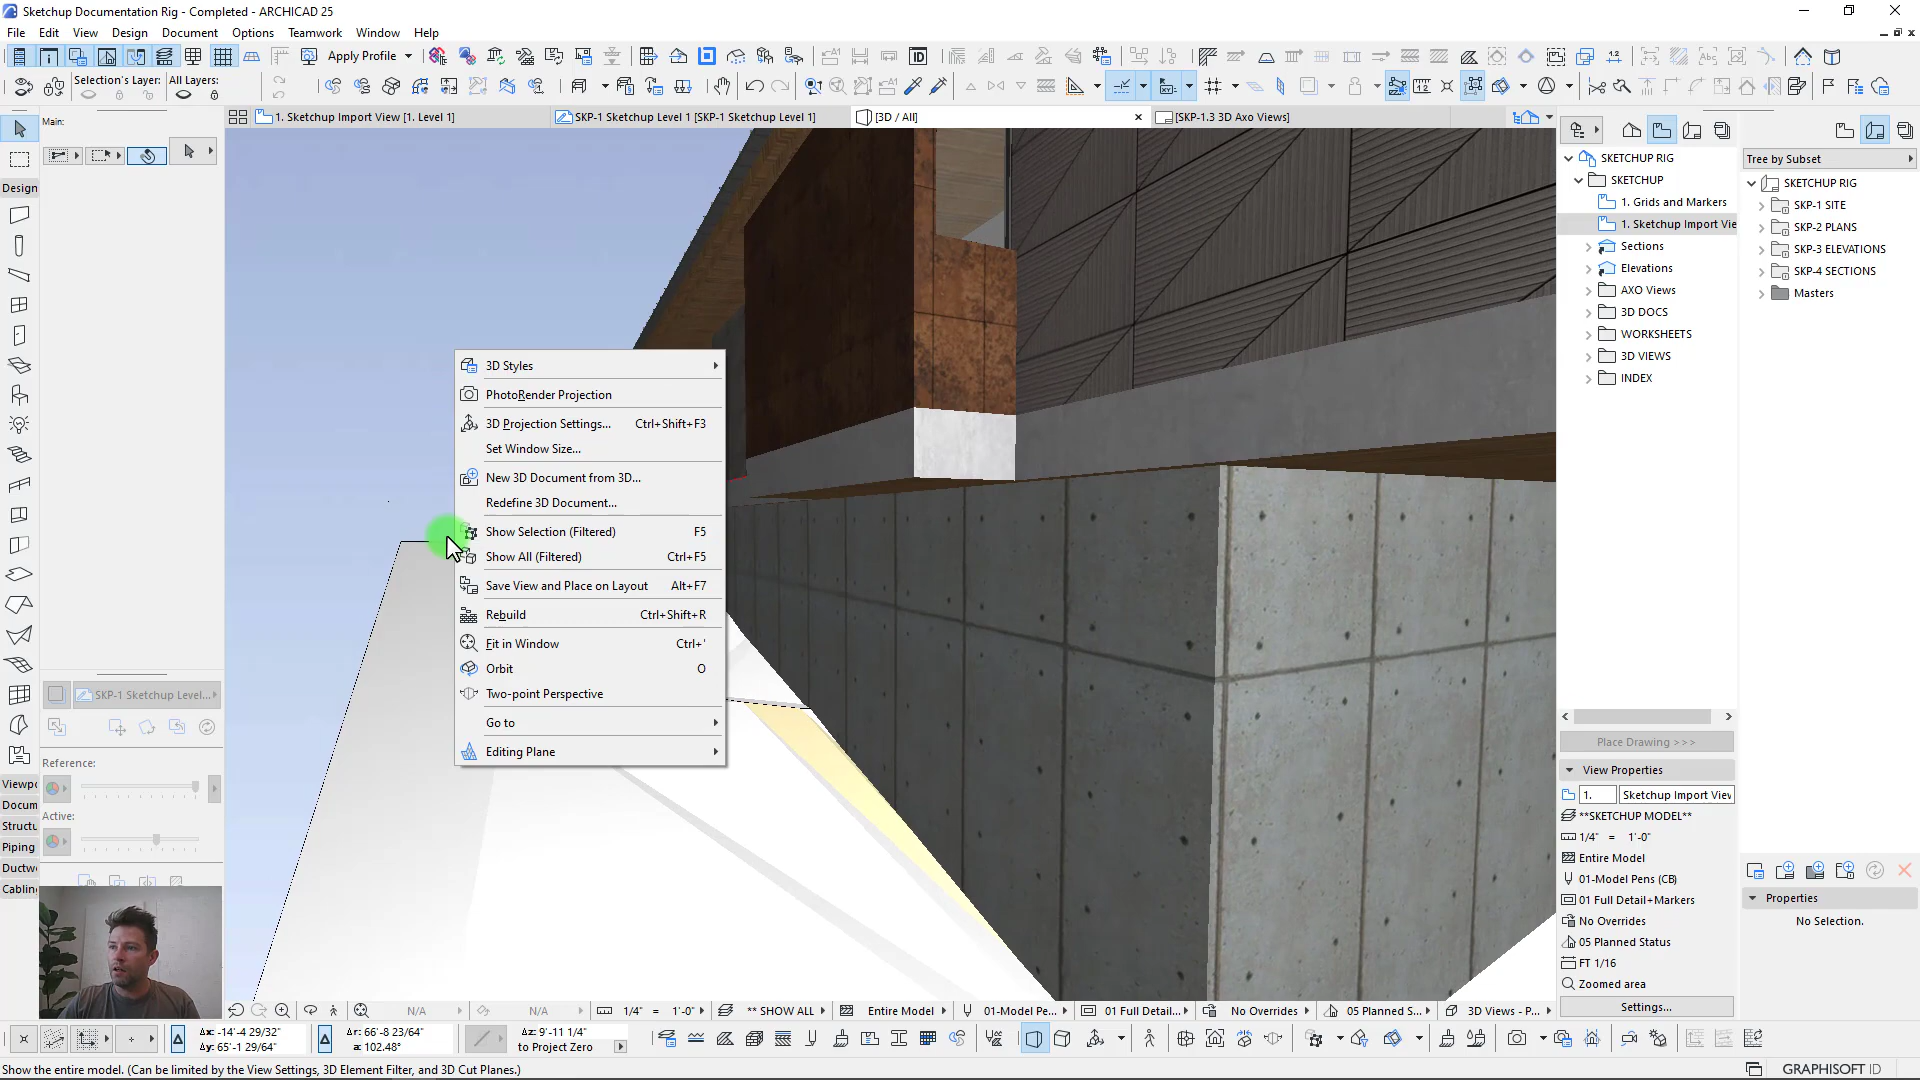 Sketchup Documentation Rig - Completed - ARCHICAD 25
File Edit View Design Document Options Teamwork Window Help
Apply Profile
Selection's Layer: All Layers:
1. Sketchup Import View [1. Level 1]
SKP-1 Sketchup Level 1 [SKP-1 Sketchup Level 1]
[3D / All]
[SKP-1.3 3D Axo Views]
Main:
Design
3D Styles
PhotoRender Projection
3D Projection Settings... Ctrl+Shift+F3
Set Window Size...
New 3D Document from 3D...
Redefine 3D Document...
Show Selection (Filtered) F5
Show All (Filtered) Ctrl+F5
Save View and Place on Layout Alt+F7
Rebuild Ctrl+Shift+R
Fit in Window Ctrl+'
Orbit O
Two-point Perspective
Go to
Editing Plane
SKP-1 Sketchup Level...
Reference:
Active:
Viewpo
Docum
Structu
Piping
Ductw
Cabling
SKETCHUP RIG
SKETCHUP
1. Grids and Markers
1. Sketchup Import Vie
Sections
Elevations
AXO Views
3D DOCS
WORKSHEETS
3D VIEWS
INDEX
Place Drawing >>>
View Properties
1. Sketchup Import View
**SKETCHUP MODEL**
1/4" = 1'-0"
Entire Model
01-Model Pens (CB)
01 Full Detail+Markers
No Overrides
05 Planned Status
FT 1/16
Zoomed area
Settings...
Tree by Subset
SKETCHUP RIG
SKP-1 SITE
SKP-2 PLANS
SKP-3 ELEVATIONS
SKP-4 SECTIONS
Masters
Properties
No Selection.
N/A N/A 1/4" = 1'-0" ** SHOW ALL Entire Model 01-Model Pe... 01 Full Detail... No Overrides 05 Planned S... 3D Views - P...
Δx: -14'-4 29/32" Δr: 66'-8 23/64" Δz: 9'-11 1/4"
Δy: 65'-1 29/64" a: 102.48° to Project Zero
Show the entire model. (Can be limited by the View Settings, 3D Element Filter, and 3D Cut Planes.)
GRAPHISOFT ID